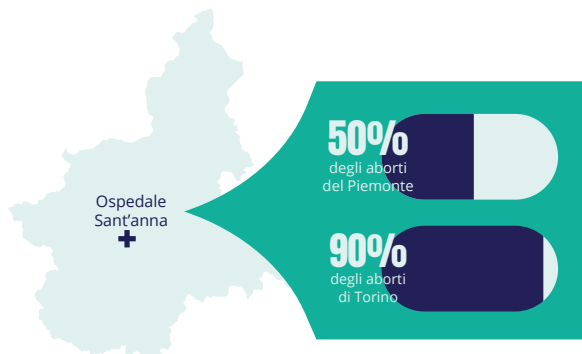 Ospedale
Sant'anna
50%
degli aborti
del Piemonte
90%
degli aborti
di Torino